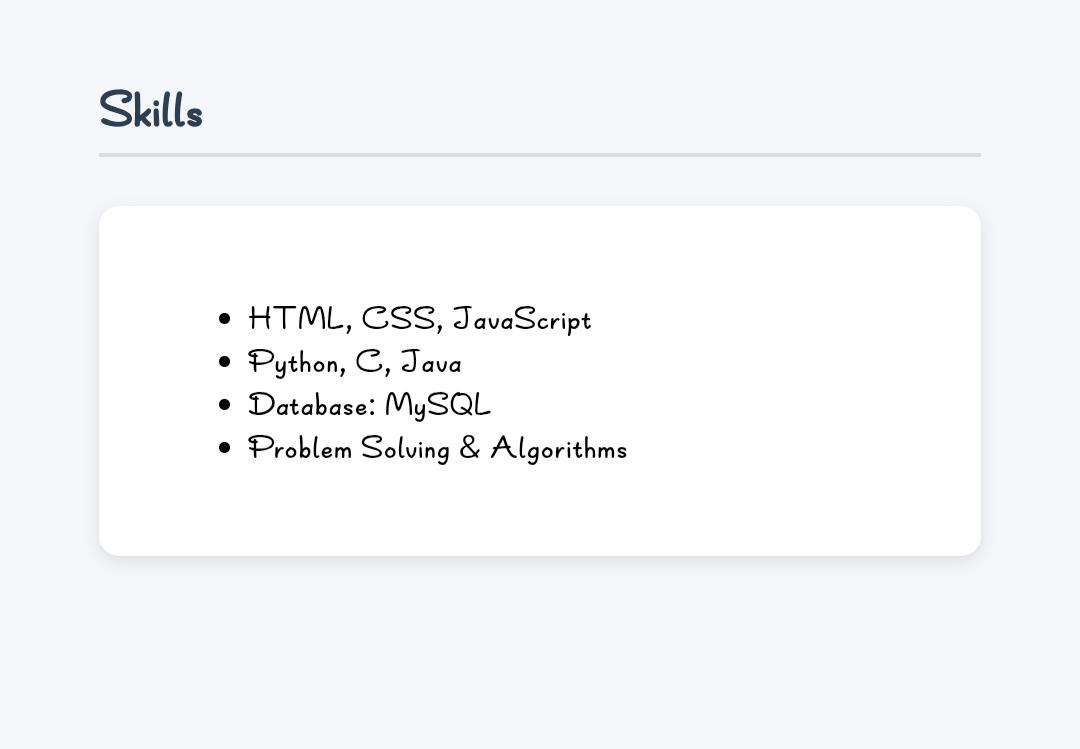 Skills
HTML, CSS, JavaScript
Python, C, Java
Database: MySQL
Problem Solving & Algorithms